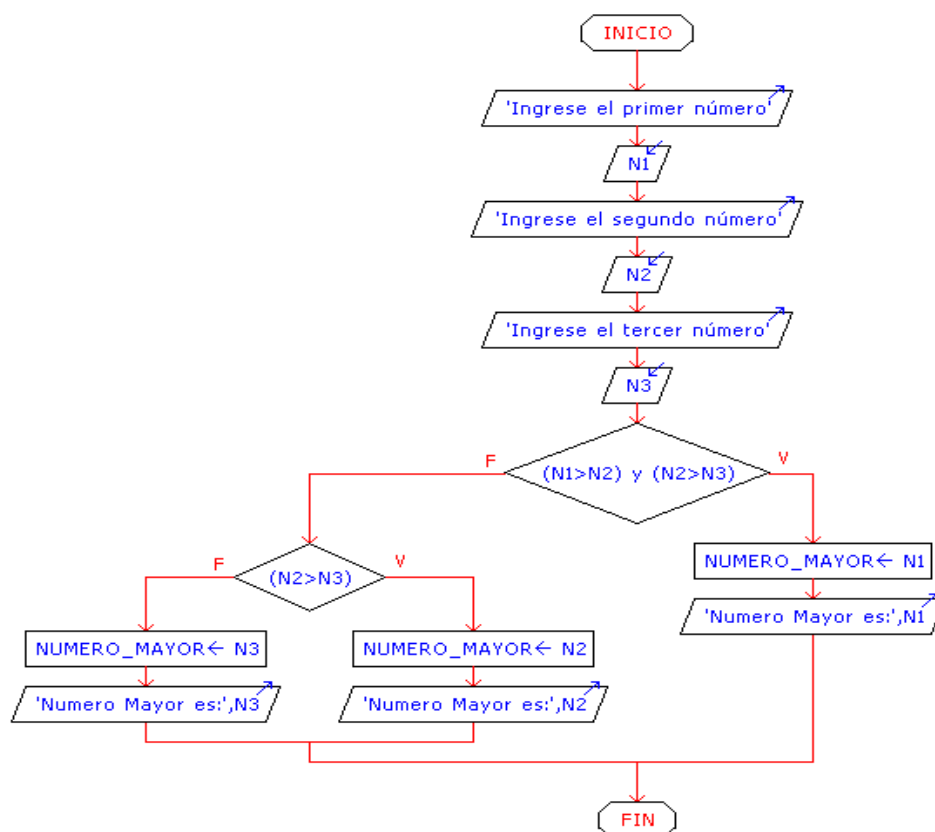 INICIO
'Ingrese el primer número'
N1
'Ingrese el segundo número'
N2
'Ingrese el tercer número'
N3
(N1>N2) y (N2>N3)
F
V
(N2>N3)
F
V
NUMERO_MAYOR← N1
'Numero Mayor es:',N1
NUMERO_MAYOR← N3
NUMERO_MAYOR← N2
'Numero Mayor es:',N3
'Numero Mayor es:',N2
FIN